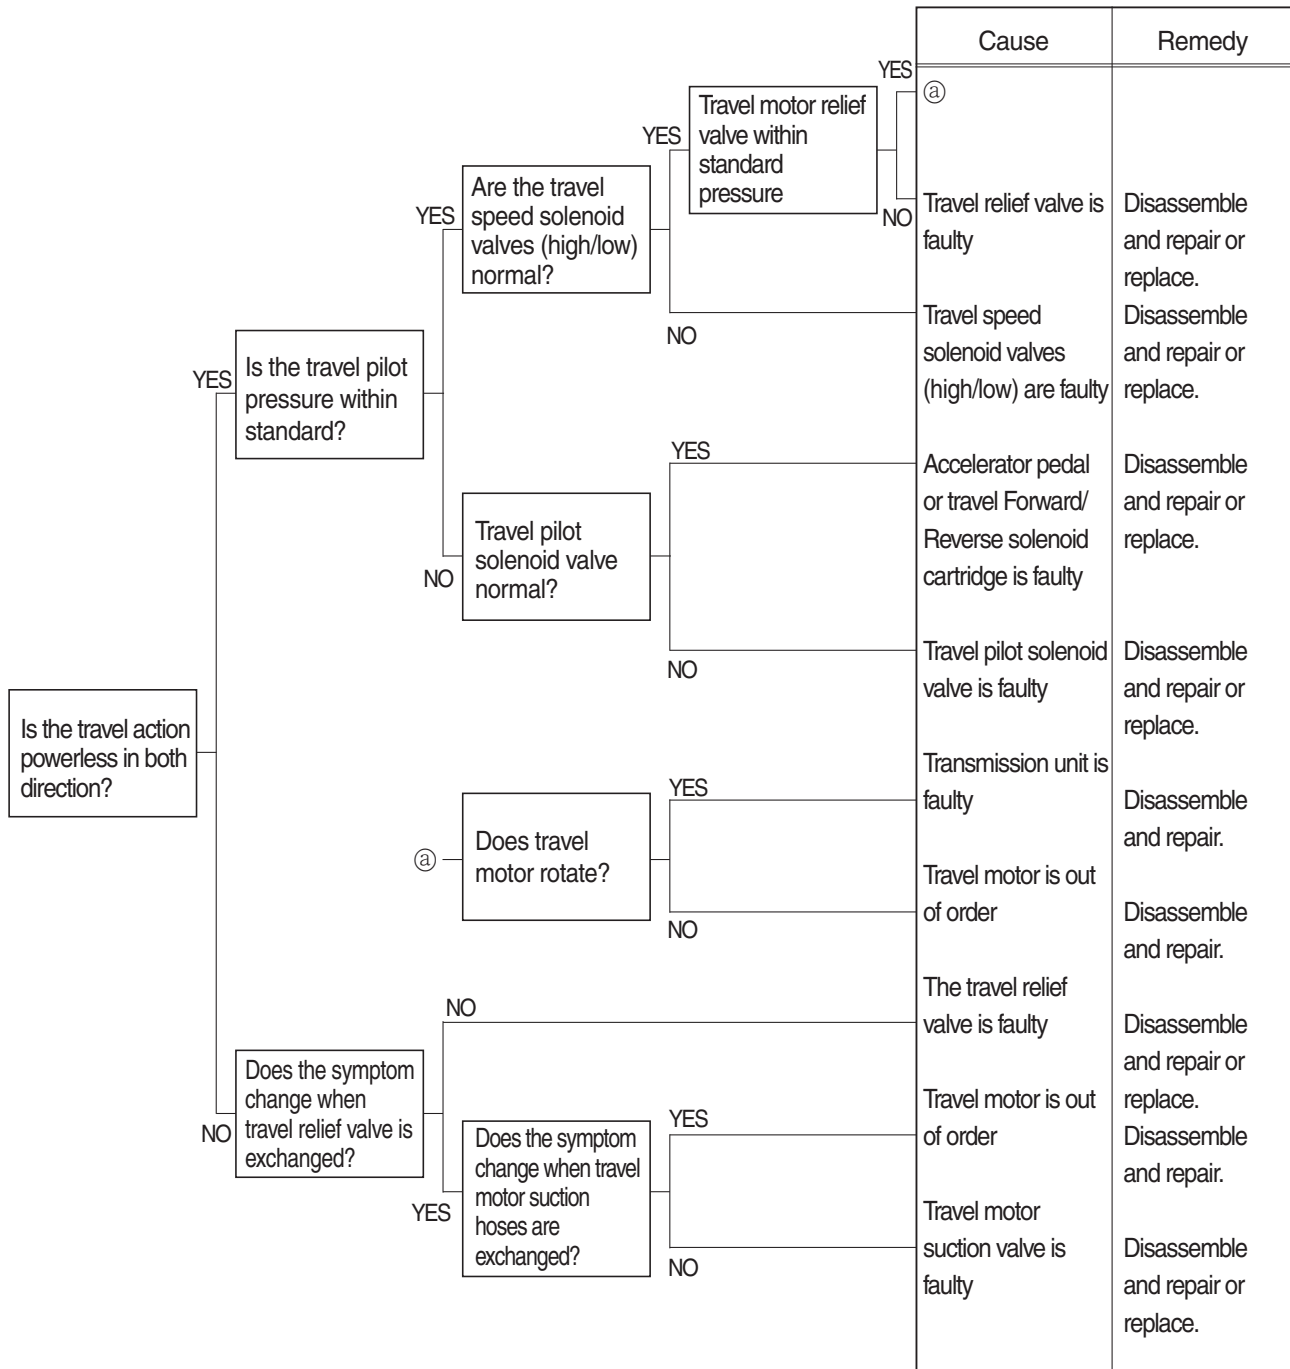 Cause
Remedy
YES
ⓐ
Travel motor relief
valve within
standard
pressure
YES
NO
Travel relief valve is
faulty
Disassemble
and repair or
replace.
Are the travel
speed solenoid
valves (high/low)
normal?
YES
NO
Travel speed
solenoid valves
(high/low) are faulty
Disassemble
and repair or
replace.
Is the travel pilot
pressure within
standard?
YES
YES
Accelerator pedal
or travel Forward/
Reverse solenoid
cartridge is faulty
Disassemble
and repair or
replace.
Travel pilot
solenoid valve
normal?
NO
NO
Travel pilot solenoid
valve is faulty
Disassemble
and repair or
replace.
Is the travel action
powerless in both
direction?
YES
Transmission unit is
faulty
Disassemble
and repair.
ⓐ
Does travel
motor rotate?
NO
Travel motor is out
of order
Disassemble
and repair.
NO
The travel relief
valve is faulty
Disassemble
and repair or
replace.
Does the symptom
change when
travel relief valve is
exchanged?
NO
YES
Travel motor is out
of order
Disassemble
and repair.
YES
Does the symptom
change when travel
motor suction
hoses are
exchanged?
NO
Travel motor
suction valve is
faulty
Disassemble
and repair or
replace.